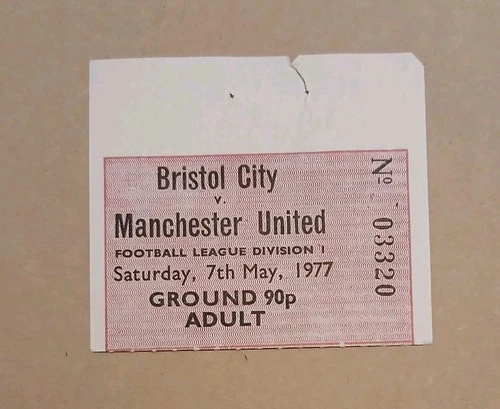 Bristol City
v.
Manchester United
FOOTBALL LEAGUE DIVISION 1
Saturday, 7th May, 1977
GROUND 90p
ADULT
Nº 03320